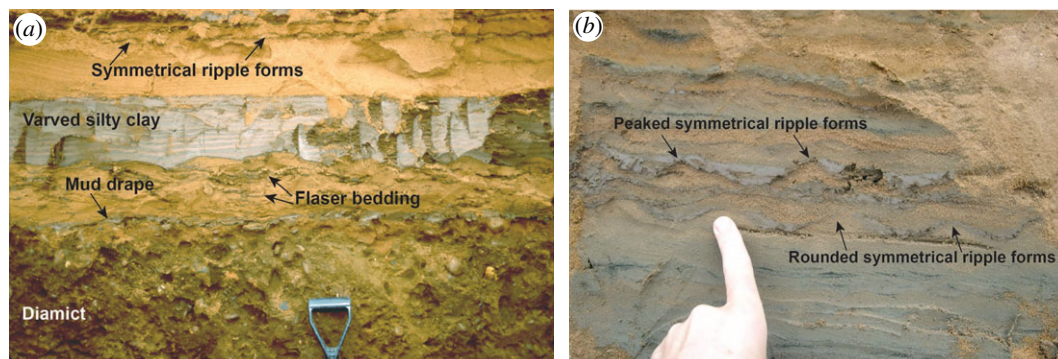 (a)
Symmetrical ripple forms
Varved silty clay
Mud drape
Flaser bedding
Diamict
(b)
Peaked symmetrical ripple forms
Rounded symmetrical ripple forms